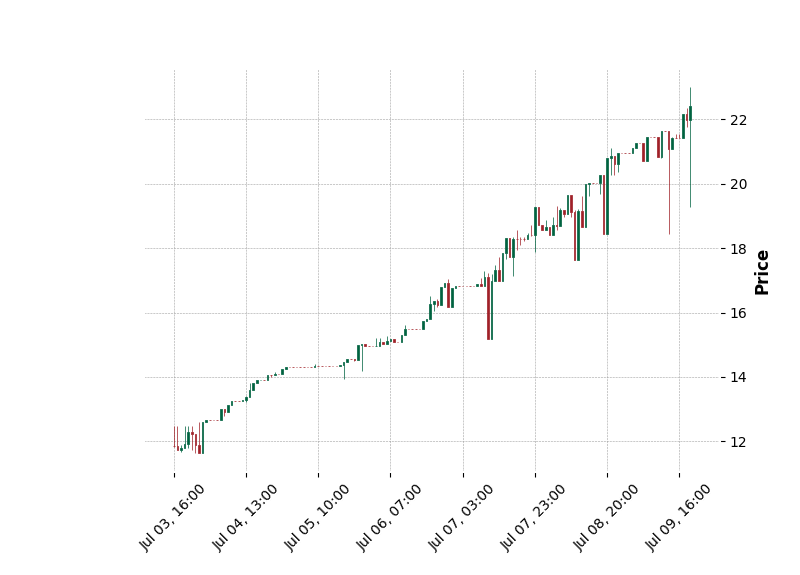 22
20
18
16
14
12
Price
Jul 03, 16:00
Jul 04, 13:00
Jul 05, 10:00
Jul 06, 07:00
Jul 07, 03:00
Jul 07, 23:00
Jul 08, 20:00
Jul 09, 16:00